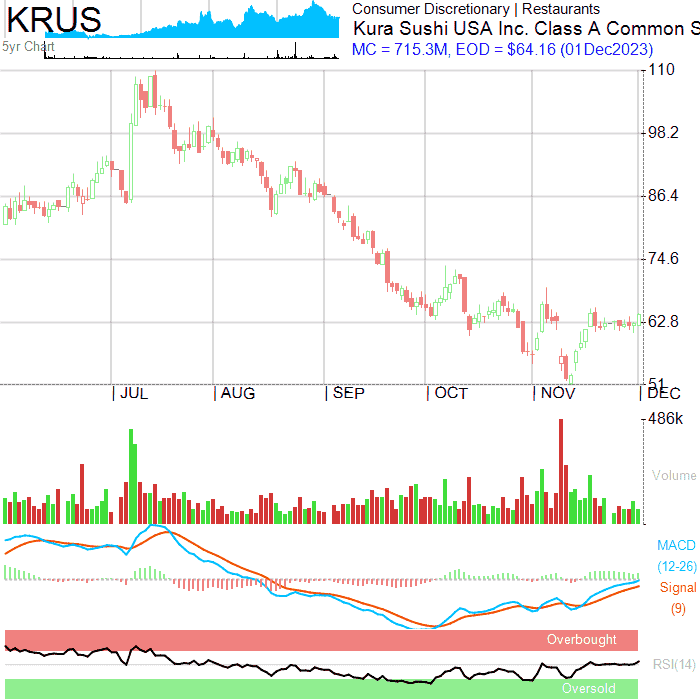 KRUS
5yr Chart
Consumer Discretionary | Restaurants
Kura Sushi USA Inc. Class A Common S
MC = 715.3M, EOD = $64.16 (01Dec2023)
110
98.2
86.4
74.6
62.8
51
JUL AUG SEP OCT NOV DEC
486k
Volume
MACD
(12-26)
Signal
(9)
Overbought
RSI(14)
Oversold